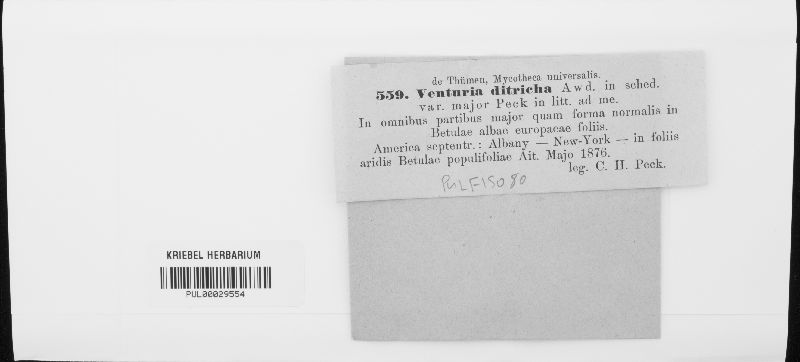 de Thümen, Mycotheca universalis.
559. Venturia ditricha Awd. in sched.
var. major Peck in litt. ad me.
In omnibus partibus major quam forma normalis in
Betulae albae europaeae foliis.
America septentr.: Albany — New-York — in foliis
aridis Betulae populifoliae Ait. Majo 1876.
leg. C. H. Peck.
PUL F15080
KRIEBEL HERBARIUM
PUL00029554